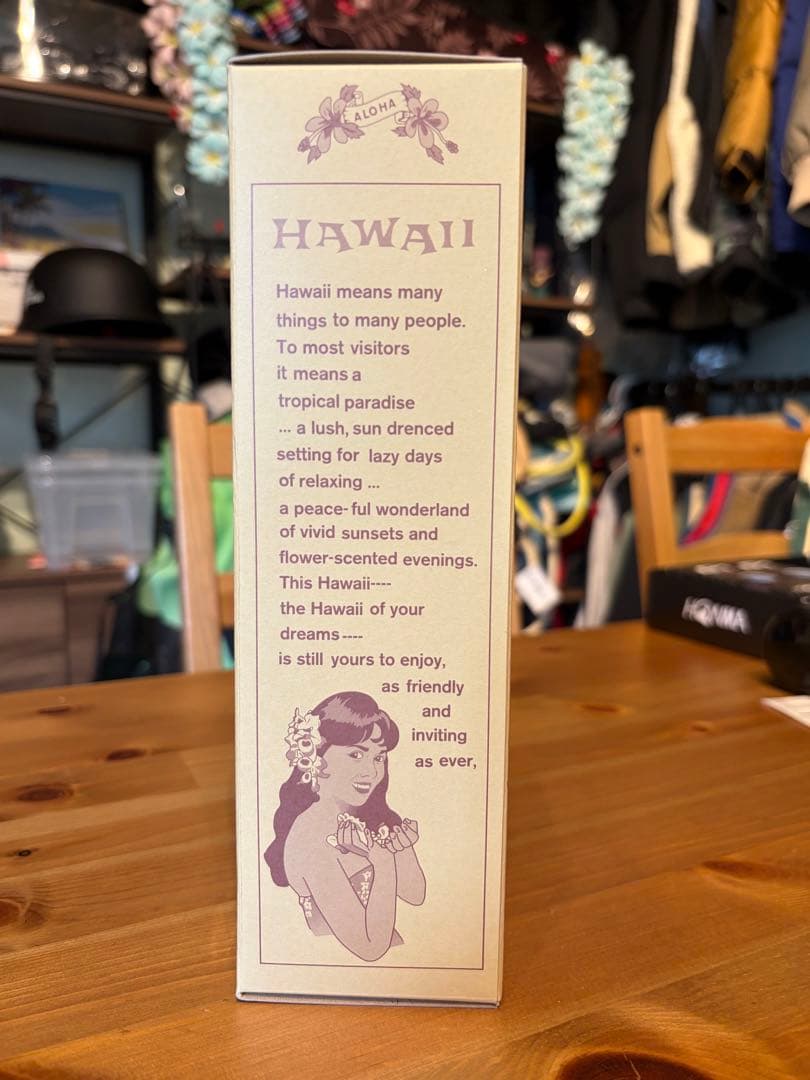 ALOHA
HAWAII
Hawaii means many
things to many people.
To most visitors
it means a
tropical paradise
... a lush, sun drenced
setting for lazy days
of relaxing ...
a peace-ful wonderland
of vivid sunsets and
flower-scented evenings.
This Hawaii----
the Hawaii of your
dreams----
is still yours to enjoy,
as friendly
and
inviting
as ever,